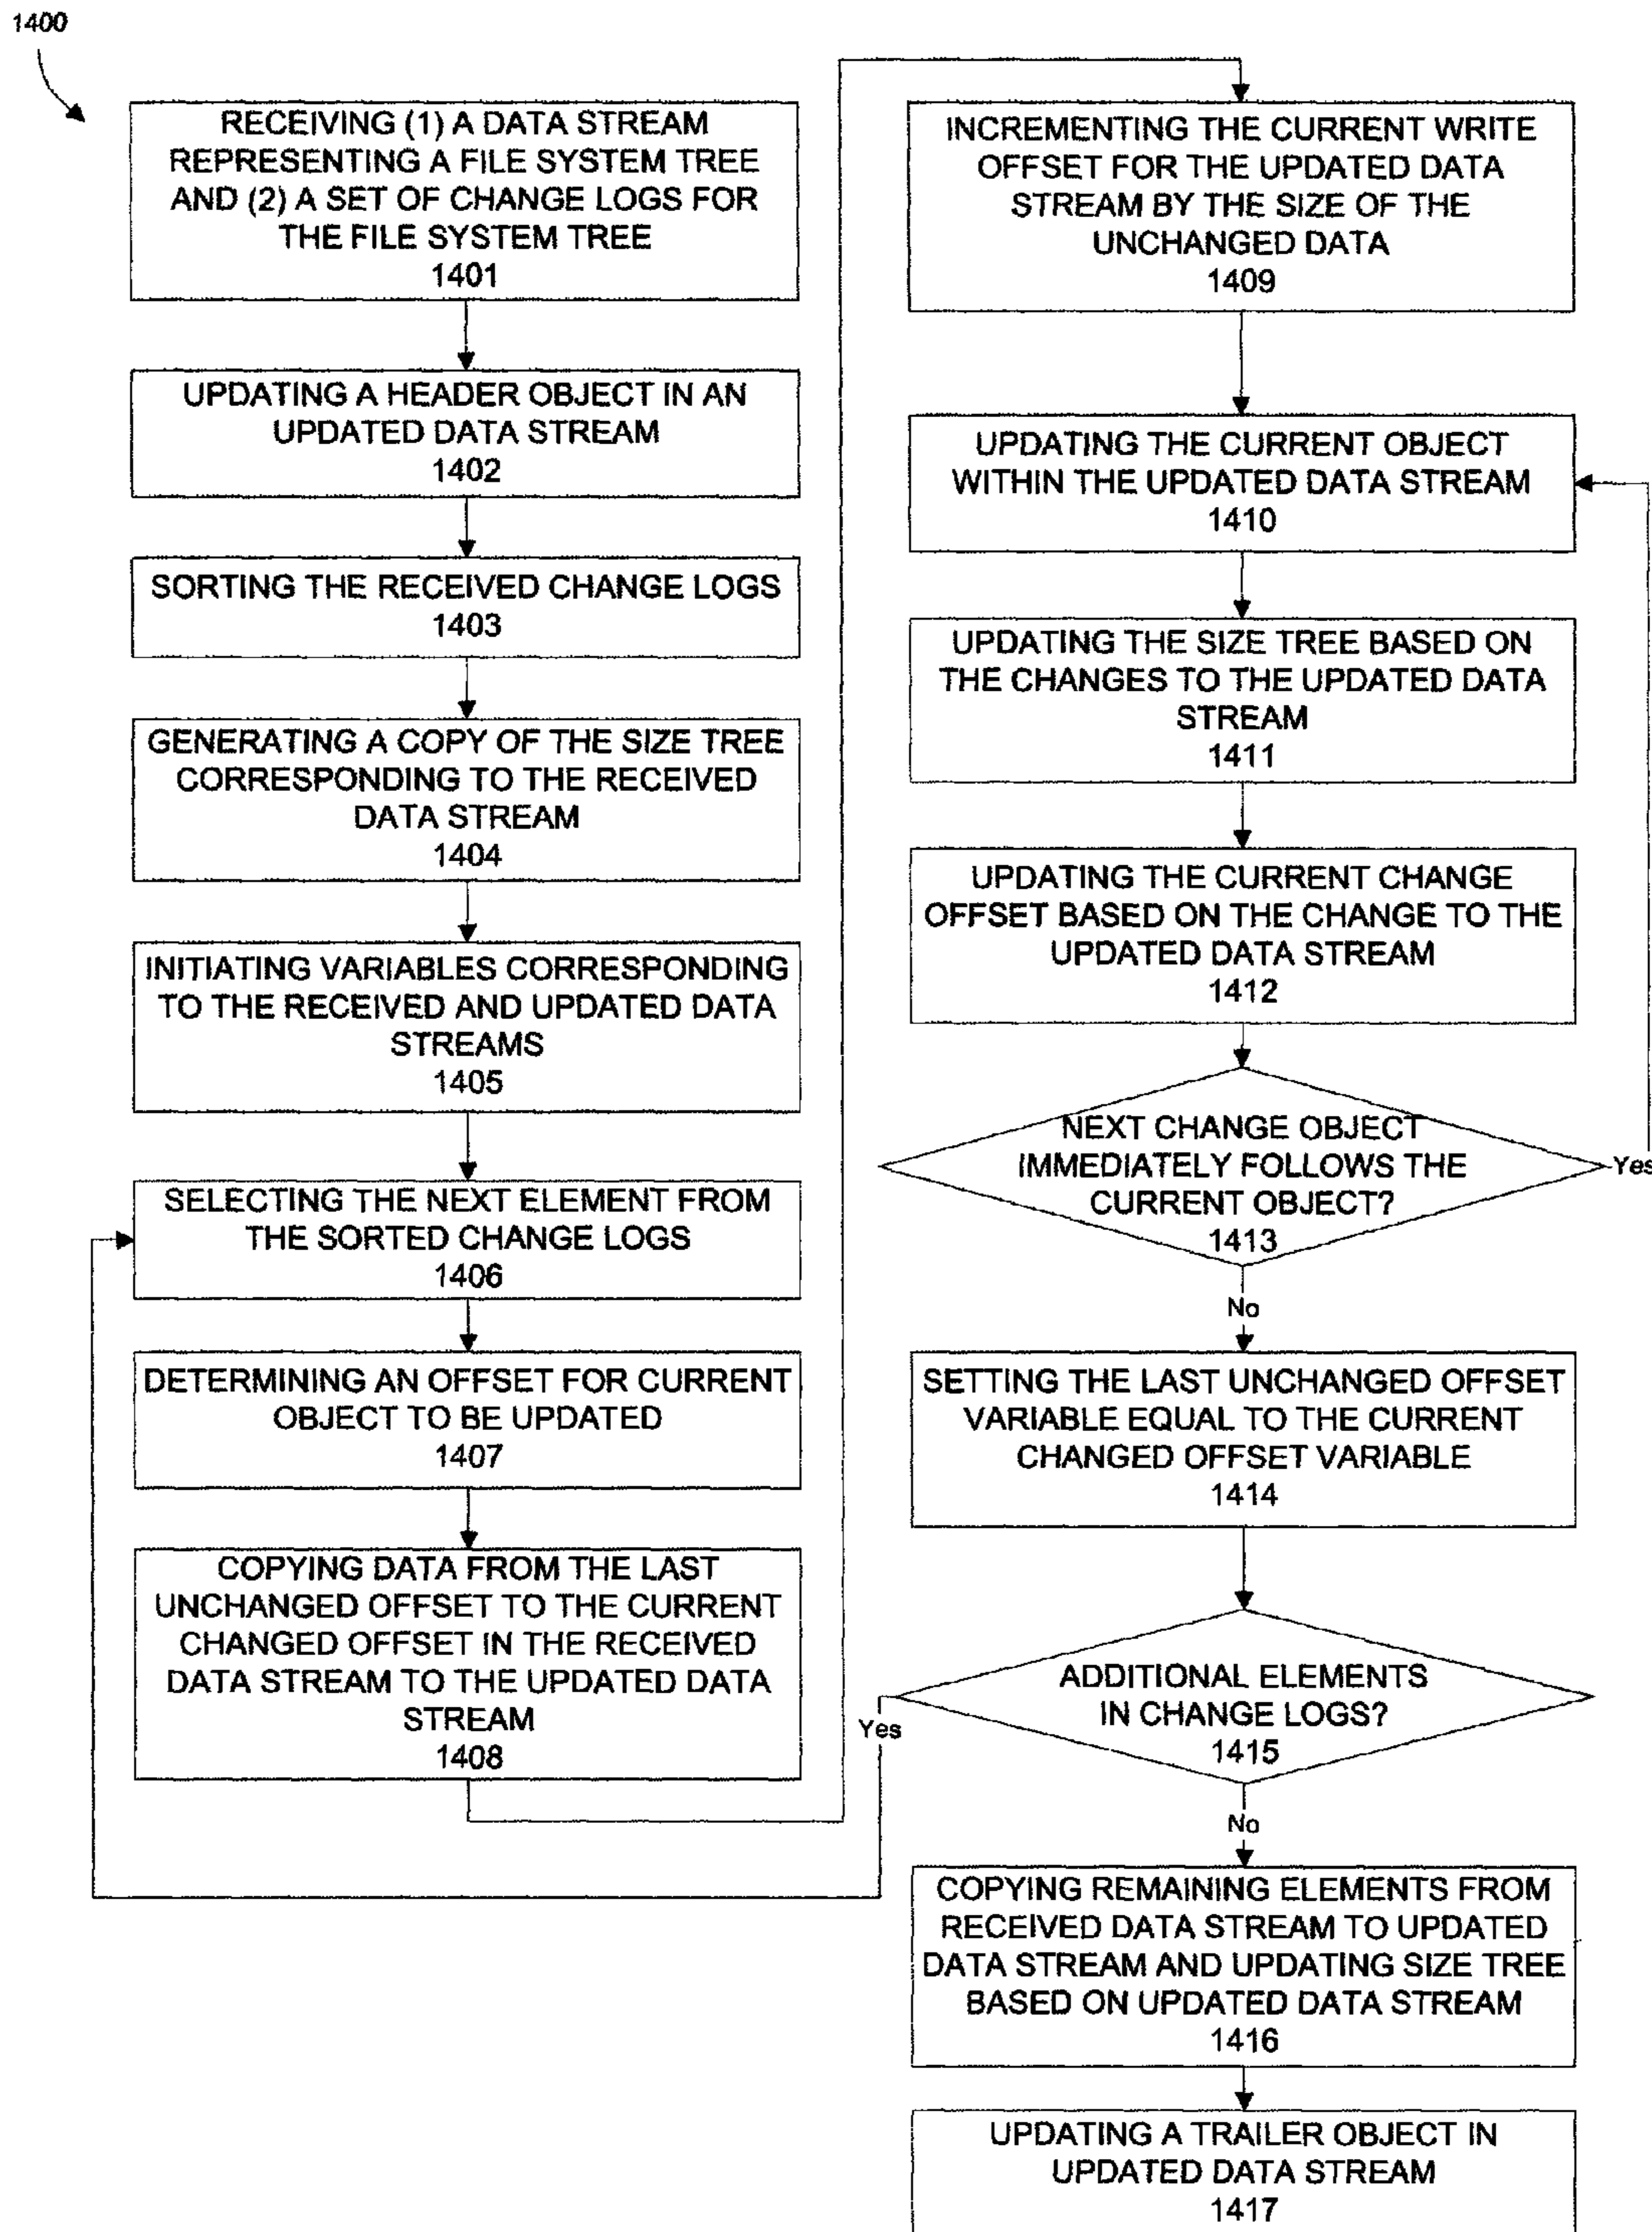 1400
RECEIVING (1) A DATA STREAM
REPRESENTING A FILE SYSTEM TREE
AND (2) A SET OF CHANGE LOGS FOR
THE FILE SYSTEM TREE
1401
UPDATING A HEADER OBJECT IN AN
UPDATED DATA STREAM
1402
SORTING THE RECEIVED CHANGE LOGS
1403
GENERATING A COPY OF THE SIZE TREE
CORRESPONDING TO THE RECEIVED
DATA STREAM
1404
INITIATING VARIABLES CORRESPONDING
TO THE RECEIVED AND UPDATED DATA
STREAMS
1405
SELECTING THE NEXT ELEMENT FROM
THE SORTED CHANGE LOGS
1406
DETERMINING AN OFFSET FOR CURRENT
OBJECT TO BE UPDATED
1407
COPYING DATA FROM THE LAST
UNCHANGED OFFSET TO THE CURRENT
CHANGED OFFSET IN THE RECEIVED
DATA STREAM TO THE UPDATED DATA
STREAM
1408
INCREMENTING THE CURRENT WRITE
OFFSET FOR THE UPDATED DATA
STREAM BY THE SIZE OF THE
UNCHANGED DATA
1409
UPDATING THE CURRENT OBJECT
WITHIN THE UPDATED DATA STREAM
1410
UPDATING THE SIZE TREE BASED ON
THE CHANGES TO THE UPDATED DATA
STREAM
1411
UPDATING THE CURRENT CHANGE
OFFSET BASED ON THE CHANGE TO THE
UPDATED DATA STREAM
1412
NEXT CHANGE OBJECT
IMMEDIATELY FOLLOWS THE
CURRENT OBJECT?
1413
Yes
No
SETTING THE LAST UNCHANGED OFFSET
VARIABLE EQUAL TO THE CURRENT
CHANGED OFFSET VARIABLE
1414
ADDITIONAL ELEMENTS
IN CHANGE LOGS?
1415
Yes
No
COPYING REMAINING ELEMENTS FROM
RECEIVED DATA STREAM TO UPDATED
DATA STREAM AND UPDATING SIZE TREE
BASED ON UPDATED DATA STREAM
1416
UPDATING A TRAILER OBJECT IN
UPDATED DATA STREAM
1417